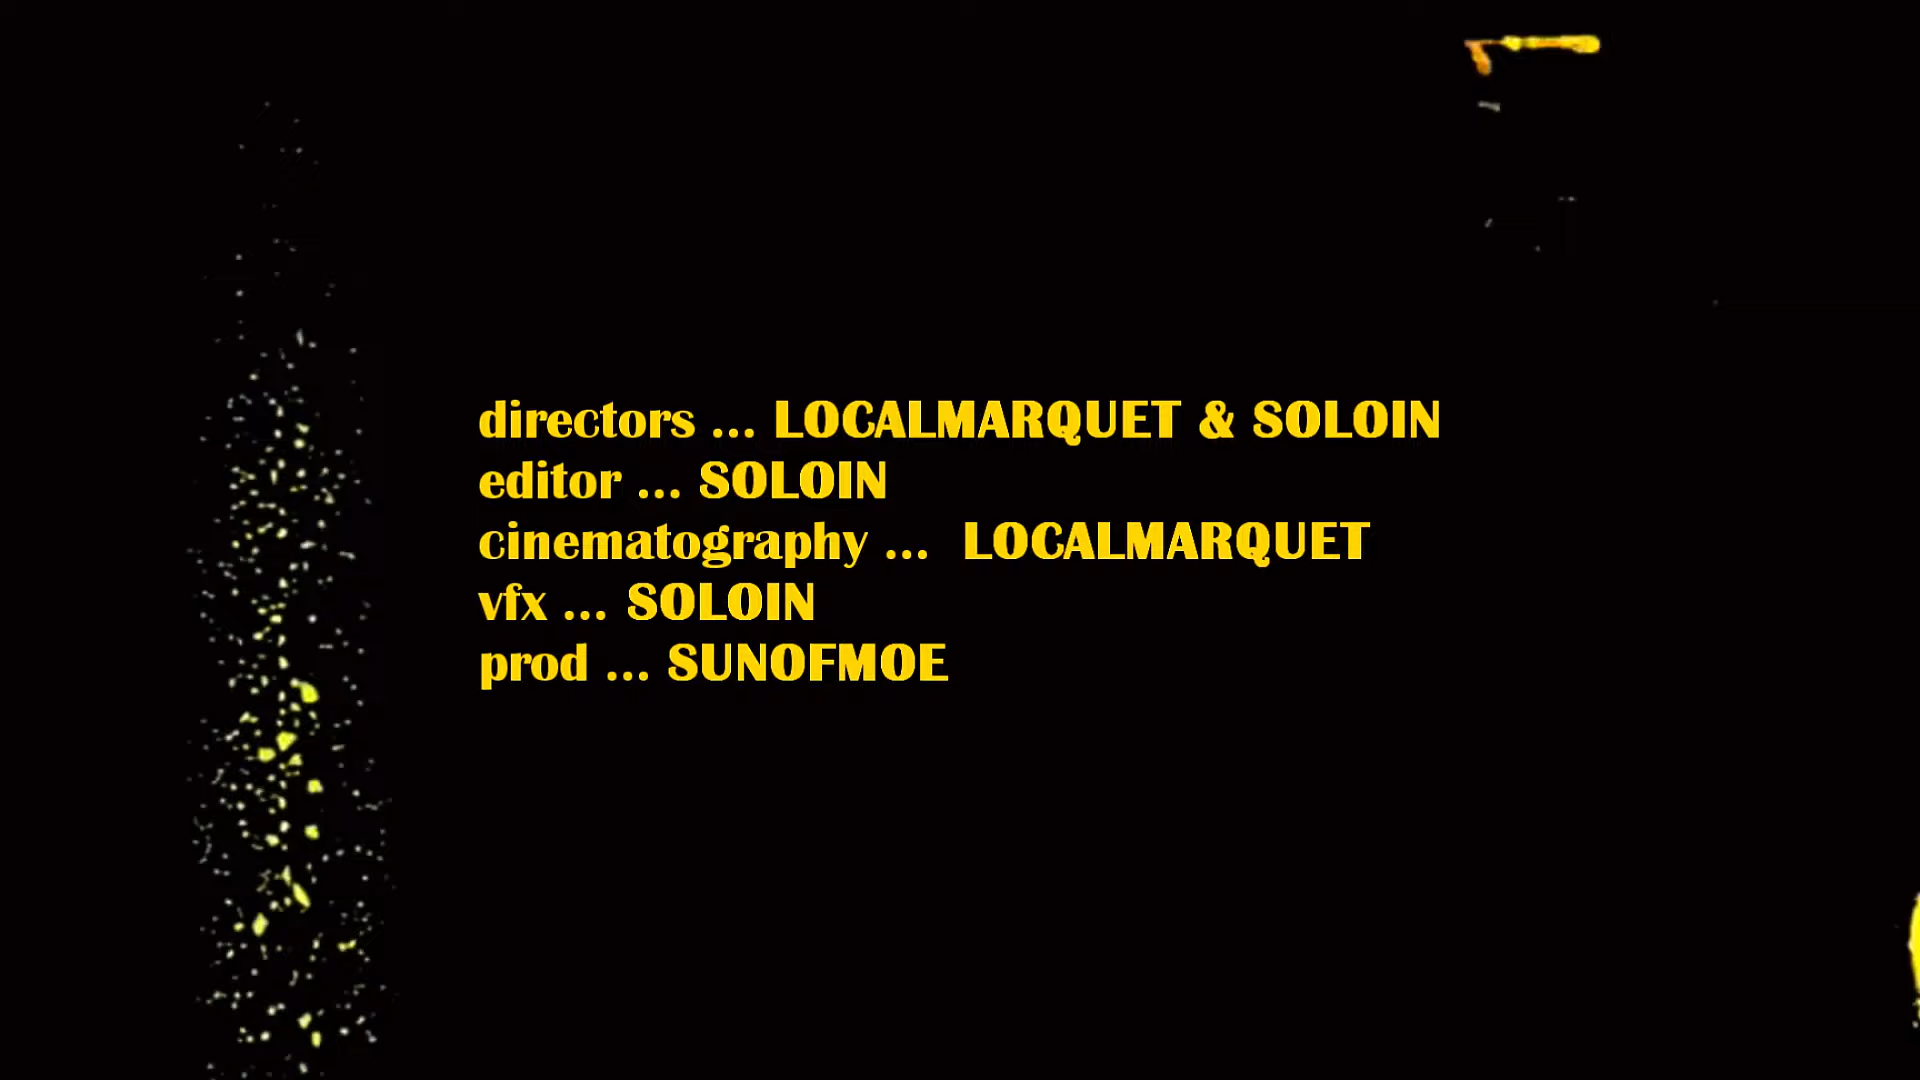 directors ... LOCALMARQUET & SOLOIN
editor ... SOLOIN
cinematography ...  LOCALMARQUET
vfx ... SOLOIN
prod ... SUNOFMOE